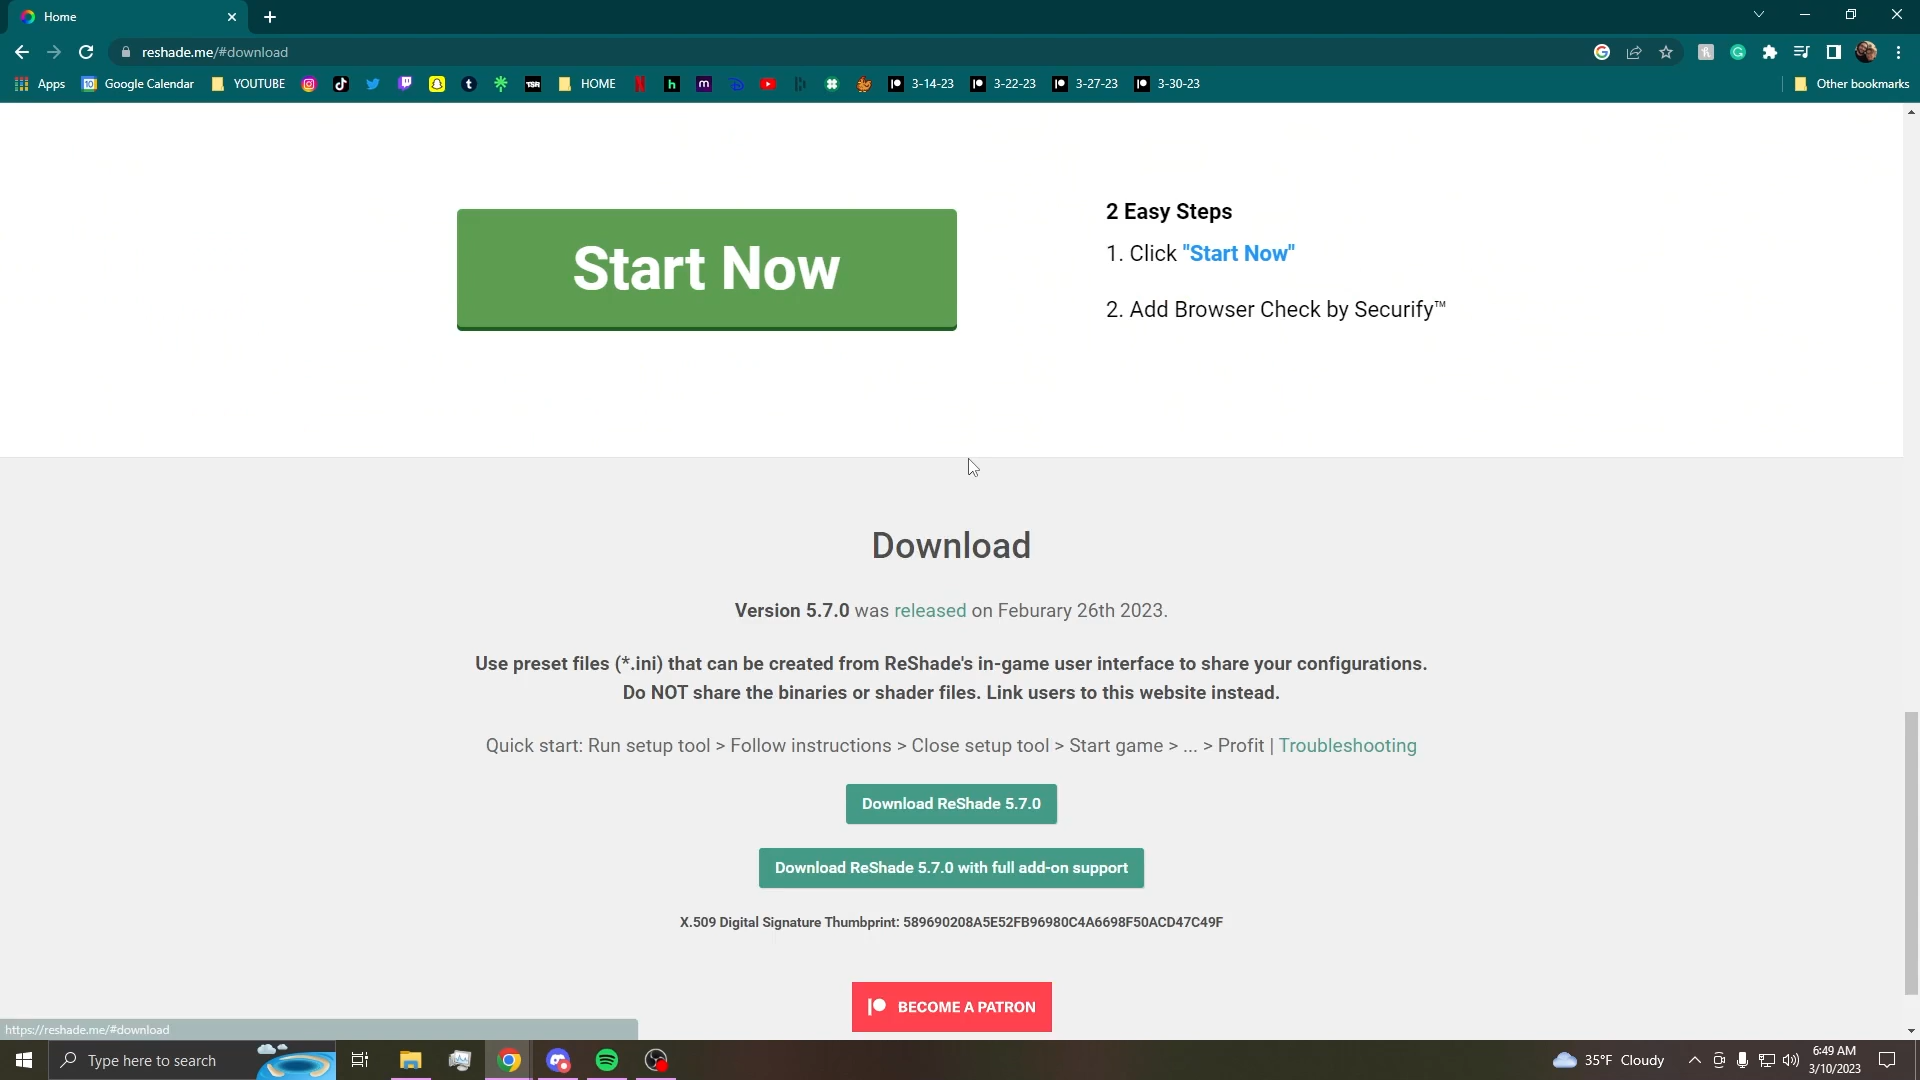 Home
reshade.me/#download
Apps
Google Calendar
YOUTUBE
HOME
3-14-23
3-22-23
3-27-23
3-30-23
Other bookmarks
Start Now
2 Easy Steps
1. Click "Start Now"
2. Add Browser Check by Securify™
Download
Version 5.7.0 was released on Feburary 26th 2023.
Use preset files (*.ini) that can be created from ReShade's in-game user interface to share your configurations.
Do NOT share the binaries or shader files. Link users to this website instead.
Quick start: Run setup tool > Follow instructions > Close setup tool > Start game > ... > Profit | Troubleshooting
Download ReShade 5.7.0
Download ReShade 5.7.0 with full add-on support
X.509 Digital Signature Thumbprint: 589690208A5E52FB96980C4A6698F50ACD47C49F
BECOME A PATRON
https://reshade.me/#download
Type here to search
35°F Cloudy
6:49 AM
3/10/2023